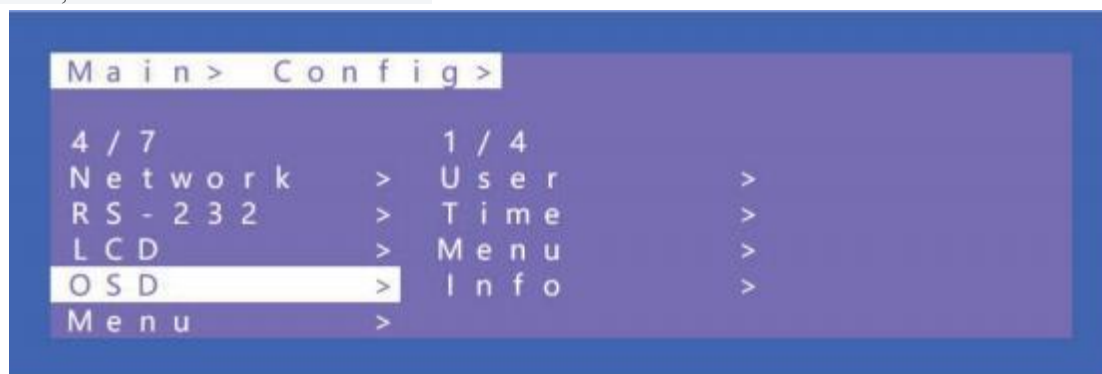 Main> Config>
4/7 1/4
Network > User >
RS-232 > Time >
LCD > Menu >
OSD > Info >
Menu >